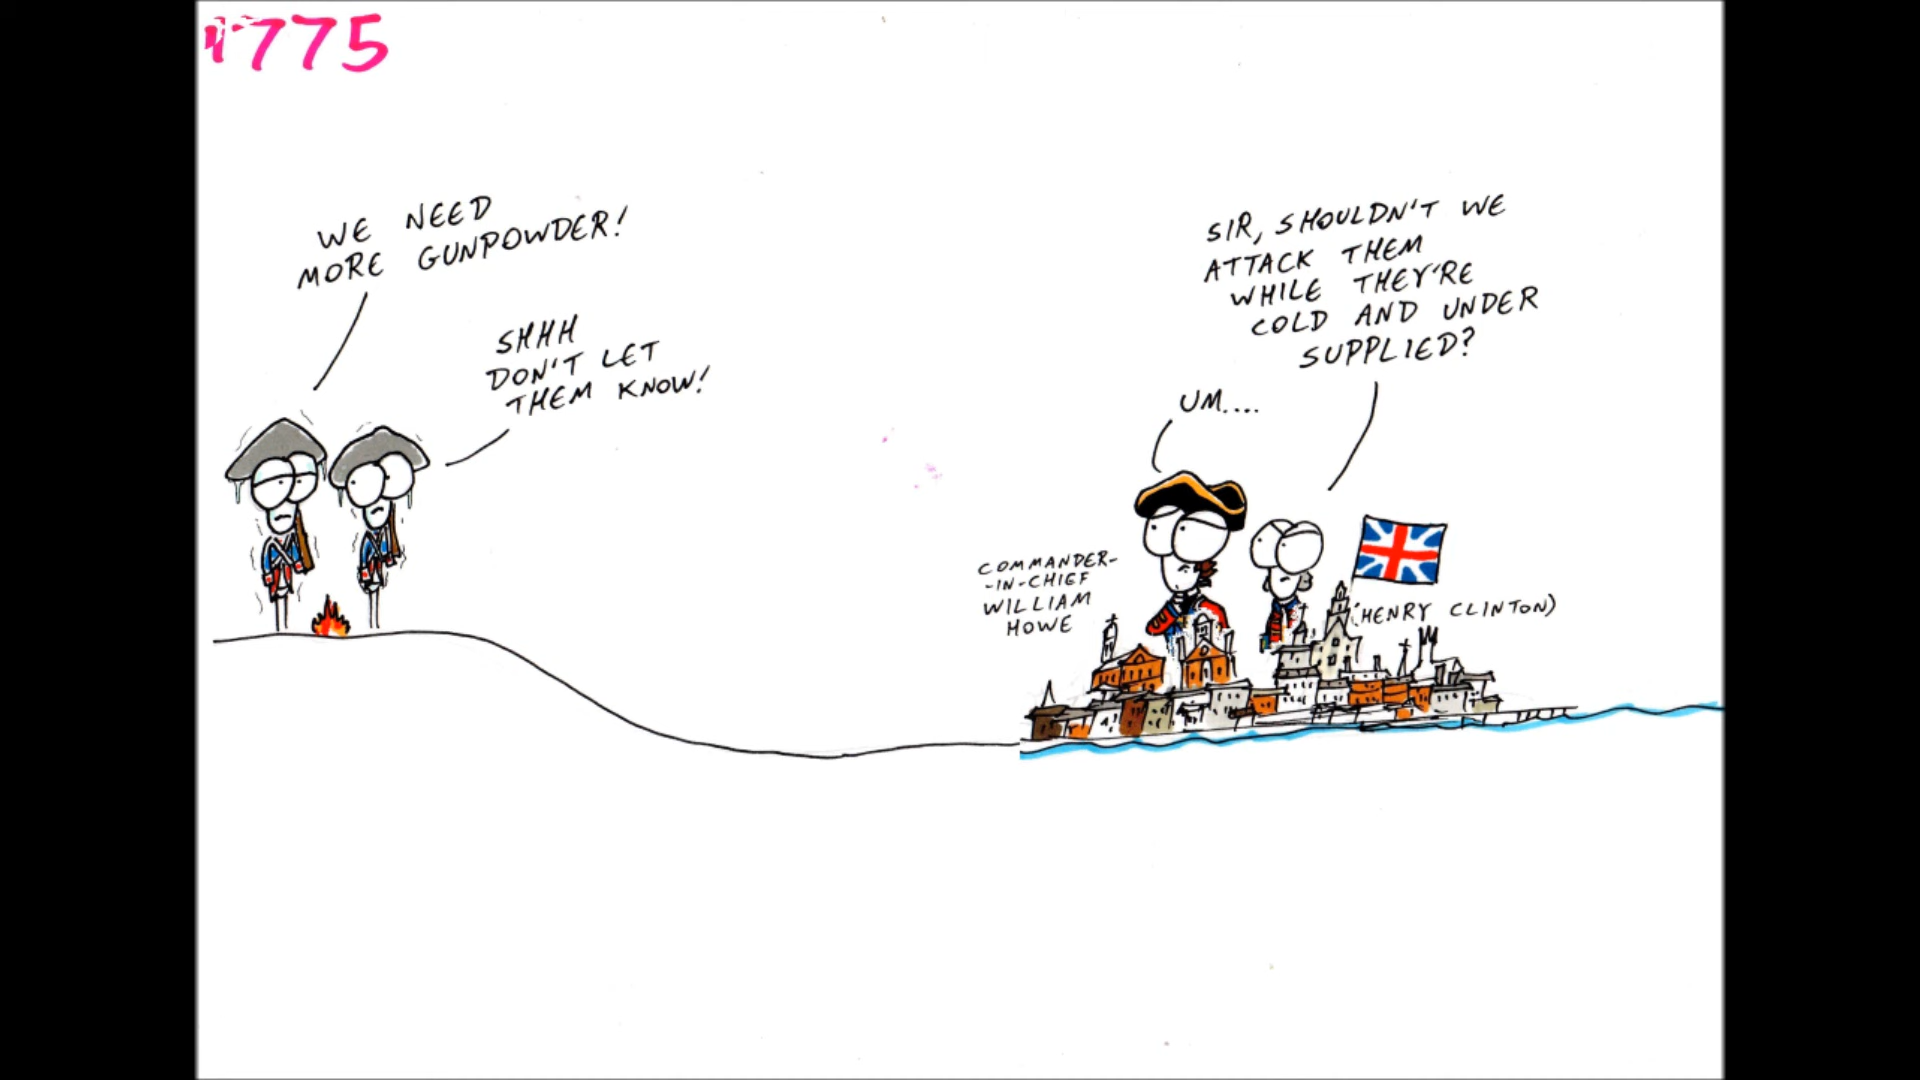 1775
WE NEED
MORE GUNPOWDER!
SHHH
DON'T LET
THEM KNOW!
SIR, SHOULDN'T WE
ATTACK THEM
WHILE THEY'RE
COLD AND UNDER
SUPPLIED?
UM....
COMMANDER-
-IN-CHIEF
WILLIAM
HOWE
(HENRY CLINTON)